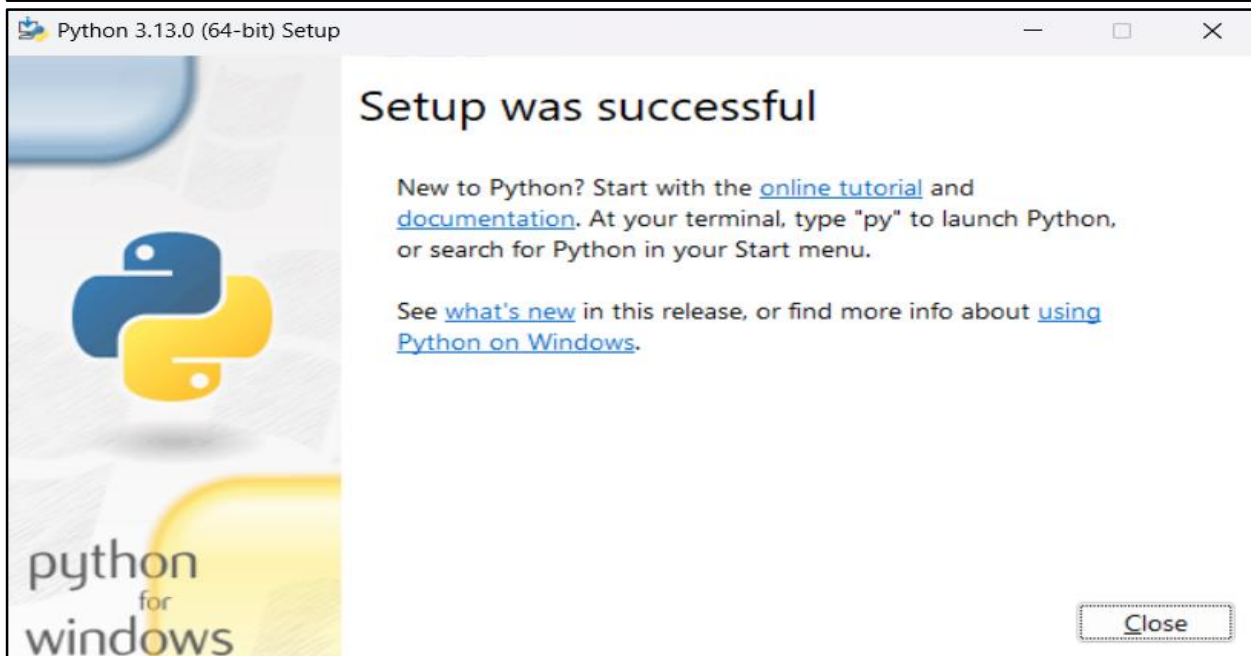 Python 3.13.0 (64-bit) Setup
Setup was successful
New to Python? Start with the online tutorial and
documentation. At your terminal, type "py" to launch Python,
or search for Python in your Start menu.
See what's new in this release, or find more info about using
Python on Windows.
python
for
windows
Close